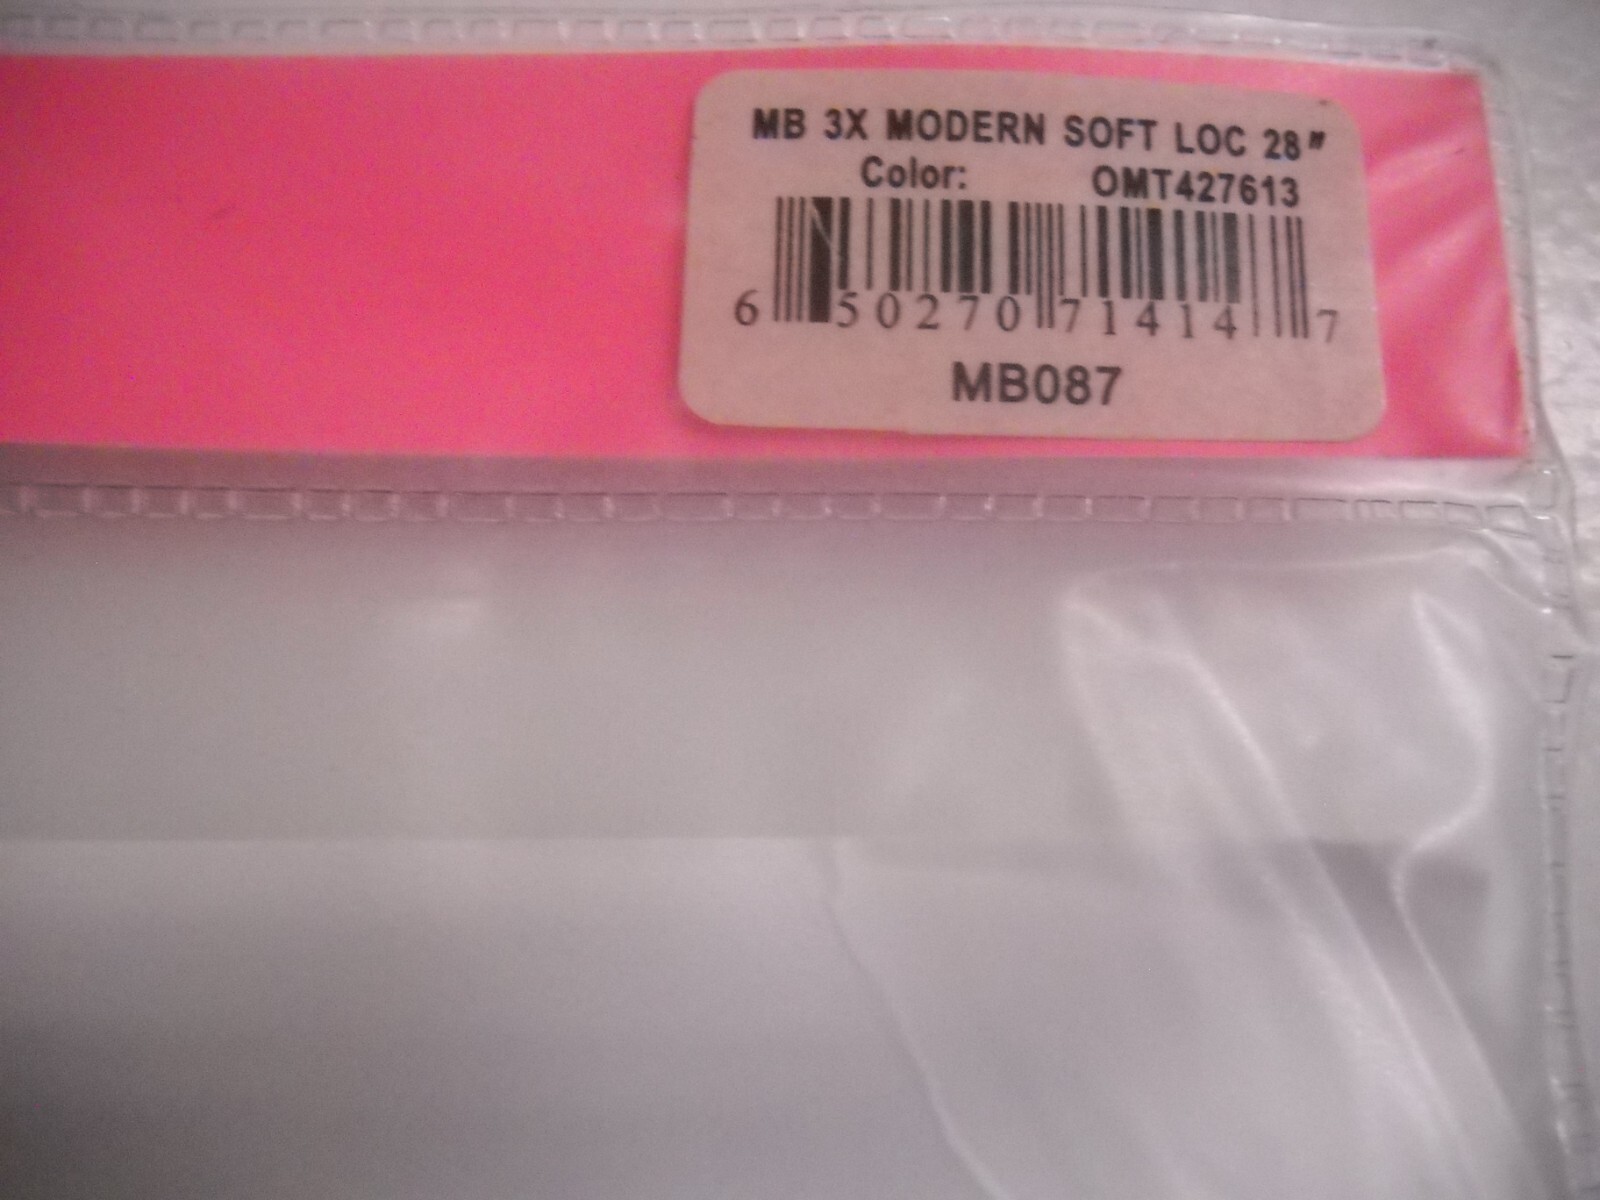 MB 3X MODERN SOFT LOC 28"
Color: OMT427613
6 50270 71414 7
MB087